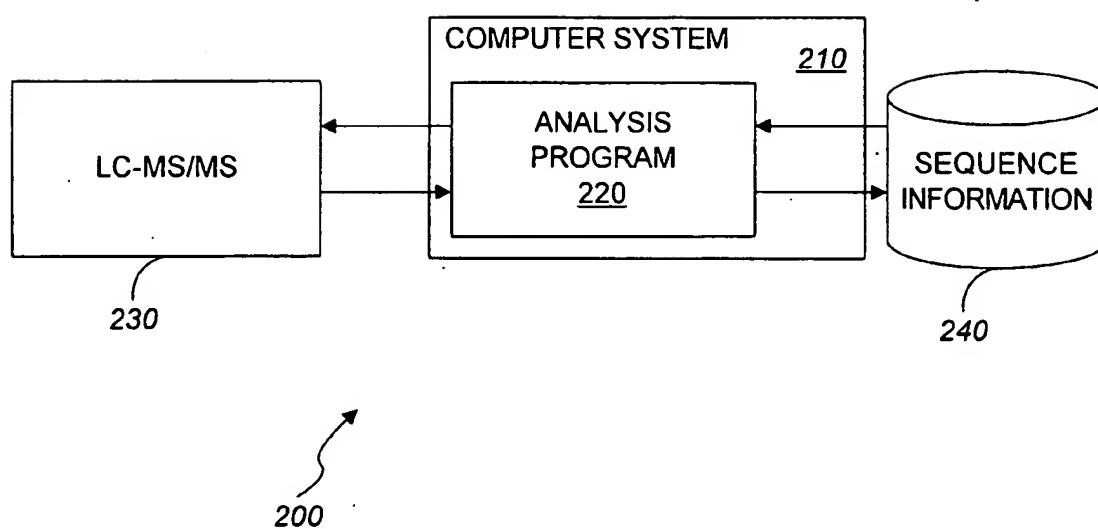 COMPUTER SYSTEM
210
LC-MS/MS
ANALYSIS
PROGRAM
220
SEQUENCE
INFORMATION
230
240
200